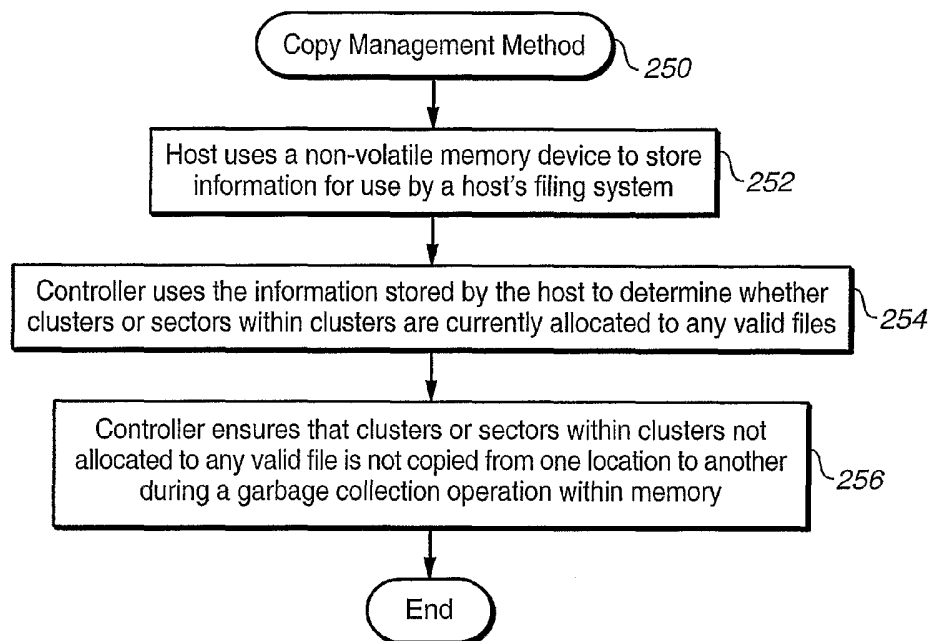 Copy Management Method
250
Host uses a non-volatile memory device to store
information for use by a host's filing system
252
Controller uses the information stored by the host to determine whether
clusters or sectors within clusters are currently allocated to any valid files
254
Controller ensures that clusters or sectors within clusters not
allocated to any valid file is not copied from one location to another
during a garbage collection operation within memory
256
End